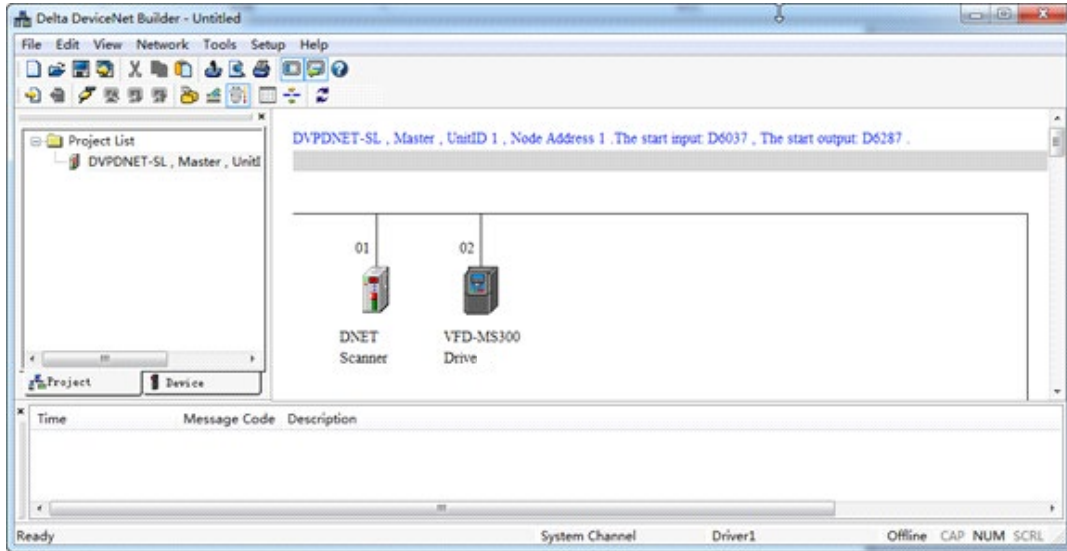 Delta DeviceNet Builder - Untitled
File Edit View Network Tools Setup Help
Project List
DVPDNET-SL , Master , UnitI
Project
Device
DVPDNET-SL , Master , UnitID 1 , Node Address 1 .The start input: D6037 , The start output: D6287 .
01
02
DNET
Scanner
VFD-MS300
Drive
Time Message Code Description
Ready System Channel Driver1 Offline CAP NUM SCRL